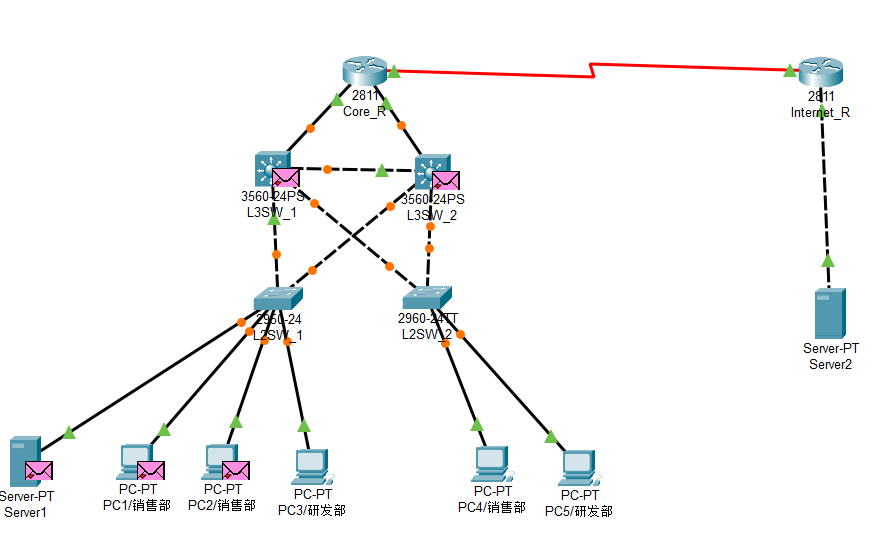 2811
Core_R
2811
Internet_R
3560-24PS
L3SW_1
3560-24PS
L3SW_2
2950-24
L2SW_1
2960-24TT
L2SW_2
Server-PT
Server2
Server-PT
Server1
PC-PT
PC1/销售部
PC-PT
PC2/销售部
PC-PT
PC3/研发部
PC-PT
PC4/销售部
PC-PT
PC5/研发部